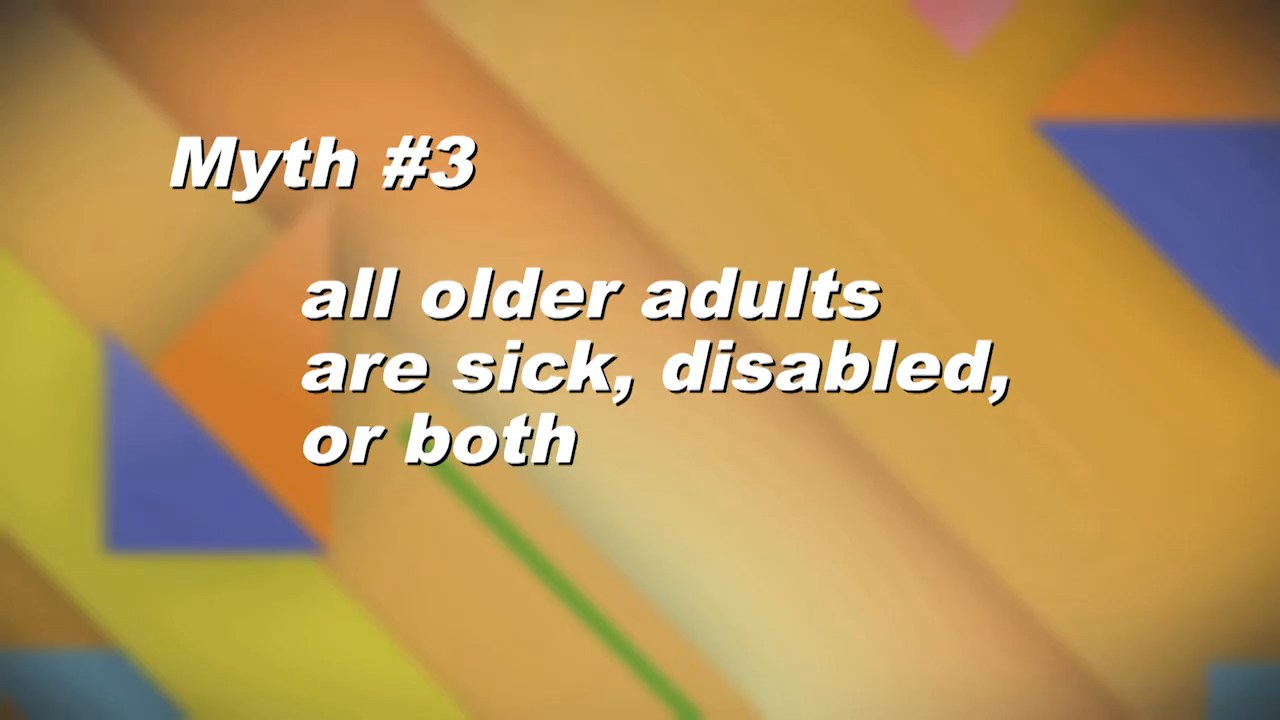 Myth #3
all older adults
are sick, disabled,
or both